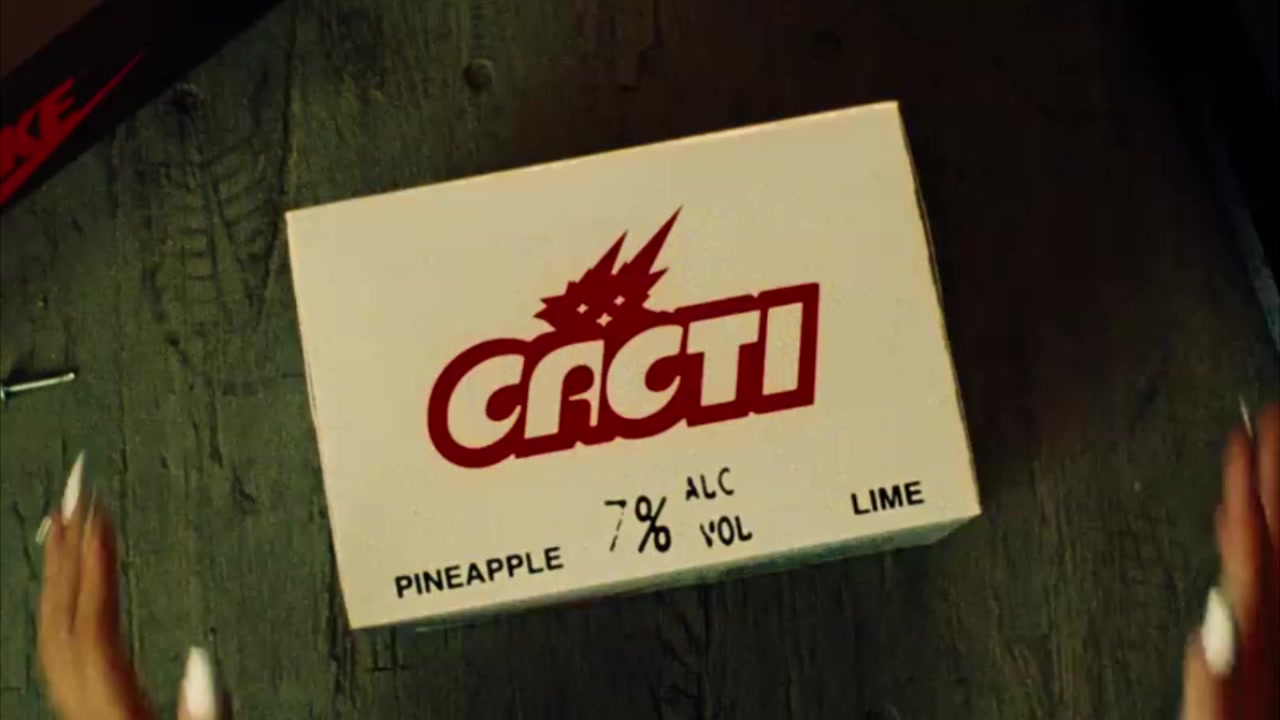 CACTI
7% ALC
VOL
PINEAPPLE
LIME